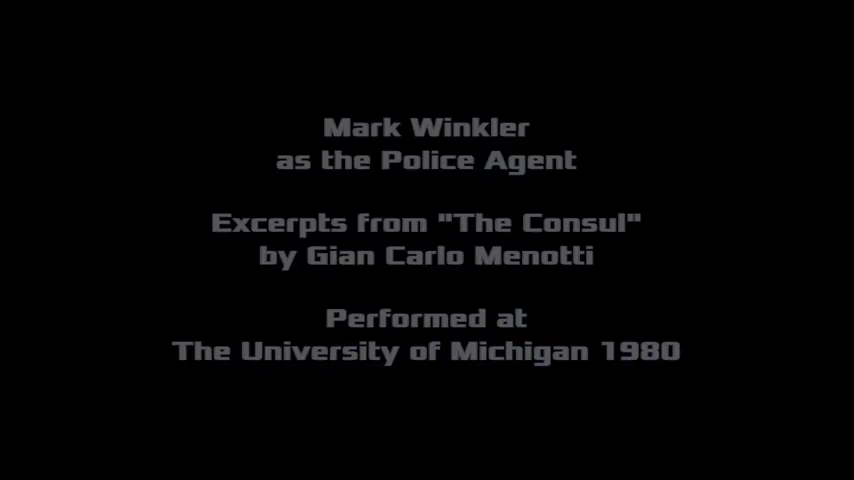 Mark Winkler
as the Police Agent
Excerpts from "The Consul"
by Gian Carlo Menotti
Performed at
The University of Michigan 1980